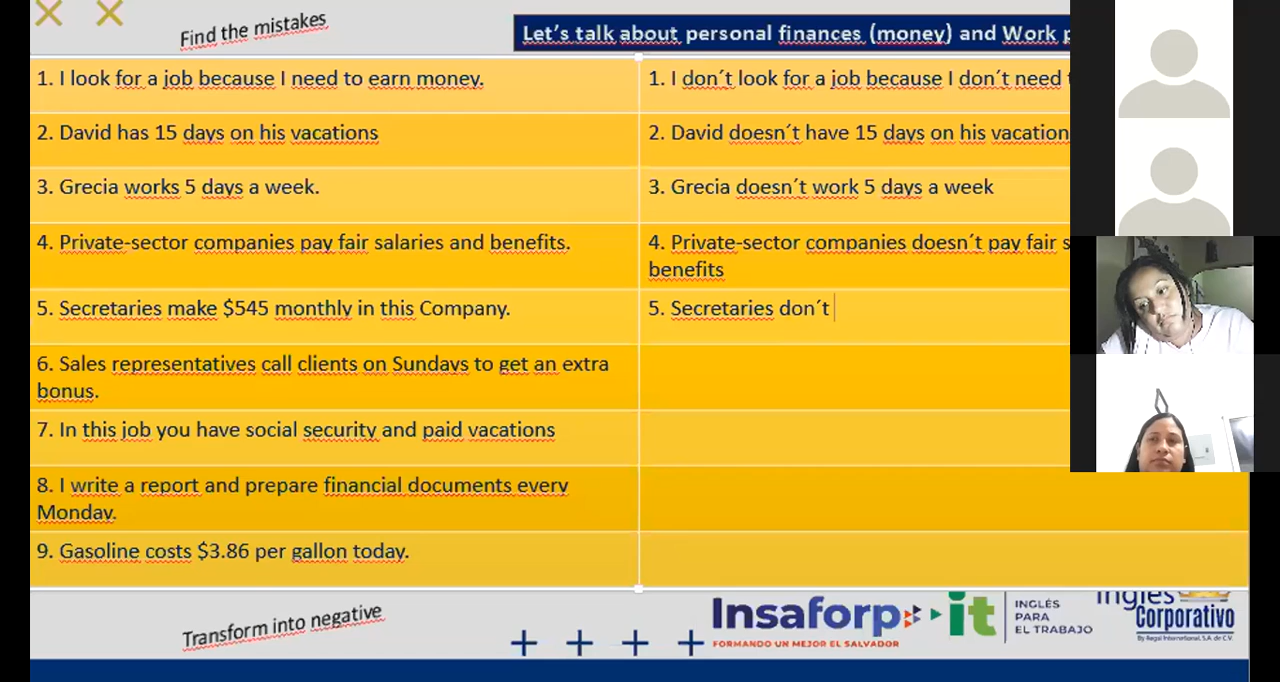 Find the mistakes
Let's talk about personal finances (money) and Work
1. I look for a job because I need to earn money.
1. I don´t look for a job because I don´t need
2. David has 15 days on his vacations
2. David doesn´t have 15 days on his vacation
3. Grecia works 5 days a week.
3. Grecia doesn´t work 5 days a week
4. Private-sector companies pay fair salaries and benefits.
4. Private-sector companies doesn´t pay fair
benefits
5. Secretaries make $545 monthly in this Company.
5. Secretaries don´t
6. Sales representatives call clients on Sundays to get an extra
bonus.
7. In this job you have social security and paid vacations
8. I write a report and prepare financial documents every
Monday.
9. Gasoline costs $3.86 per gallon today.
Transform into negative
Insaforp
FORMANDO UN MEJOR EL SALVADOR
it
INGLÉS
PARA
EL TRABAJO
Inglés
Corporativo
By Regal International, S.A. de C.V.